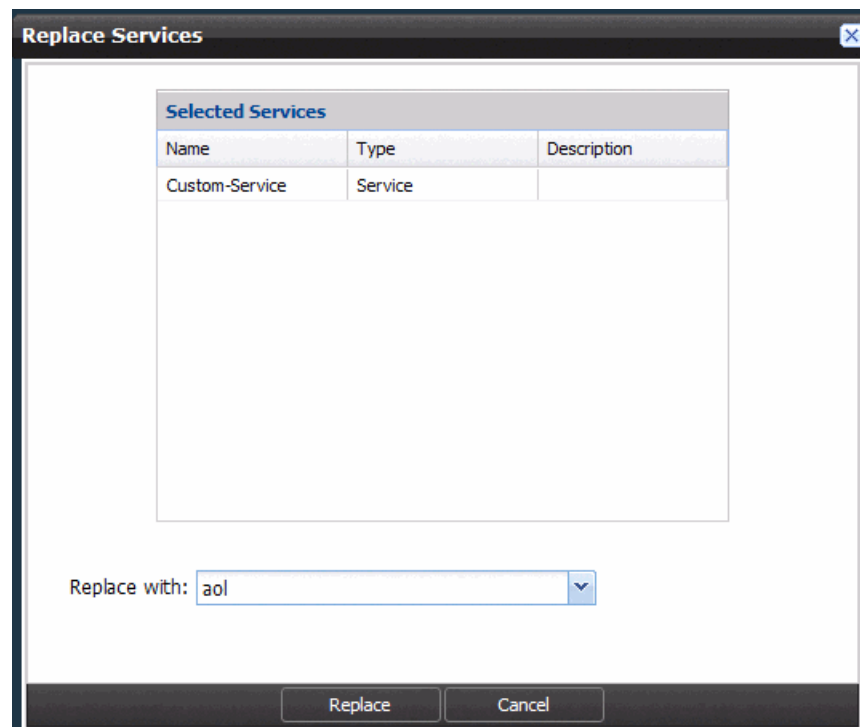 Replace Services
Selected Services
Name Type Description
Custom-Service Service
Replace with: aol
Replace Cancel